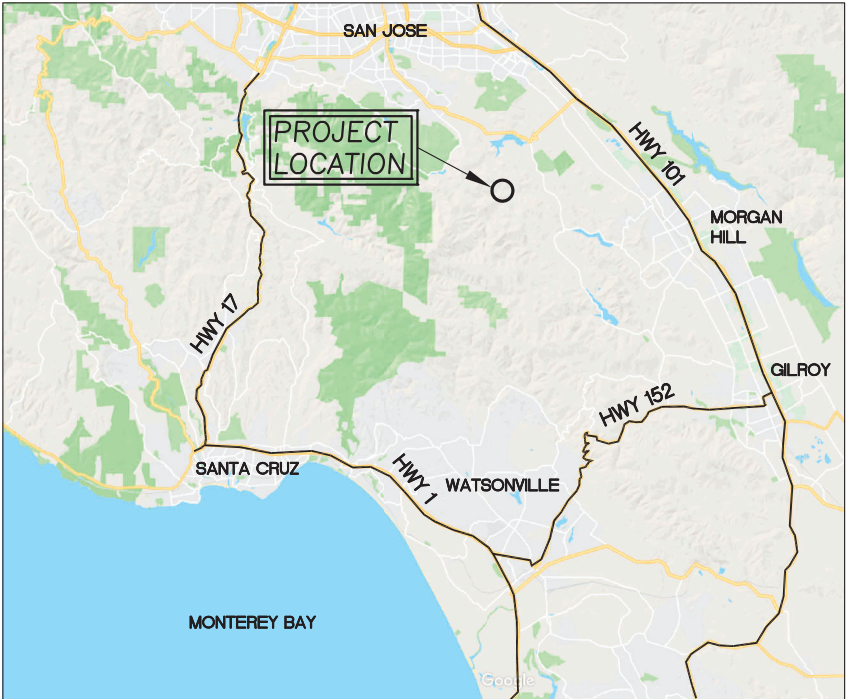 SAN JOSE
PROJECT
LOCATION
HWY 101
MORGAN
HILL
HWY 17
GILROY
HWY 152
SANTA CRUZ
HWY 1
WATSONVILLE
MONTEREY BAY
Google